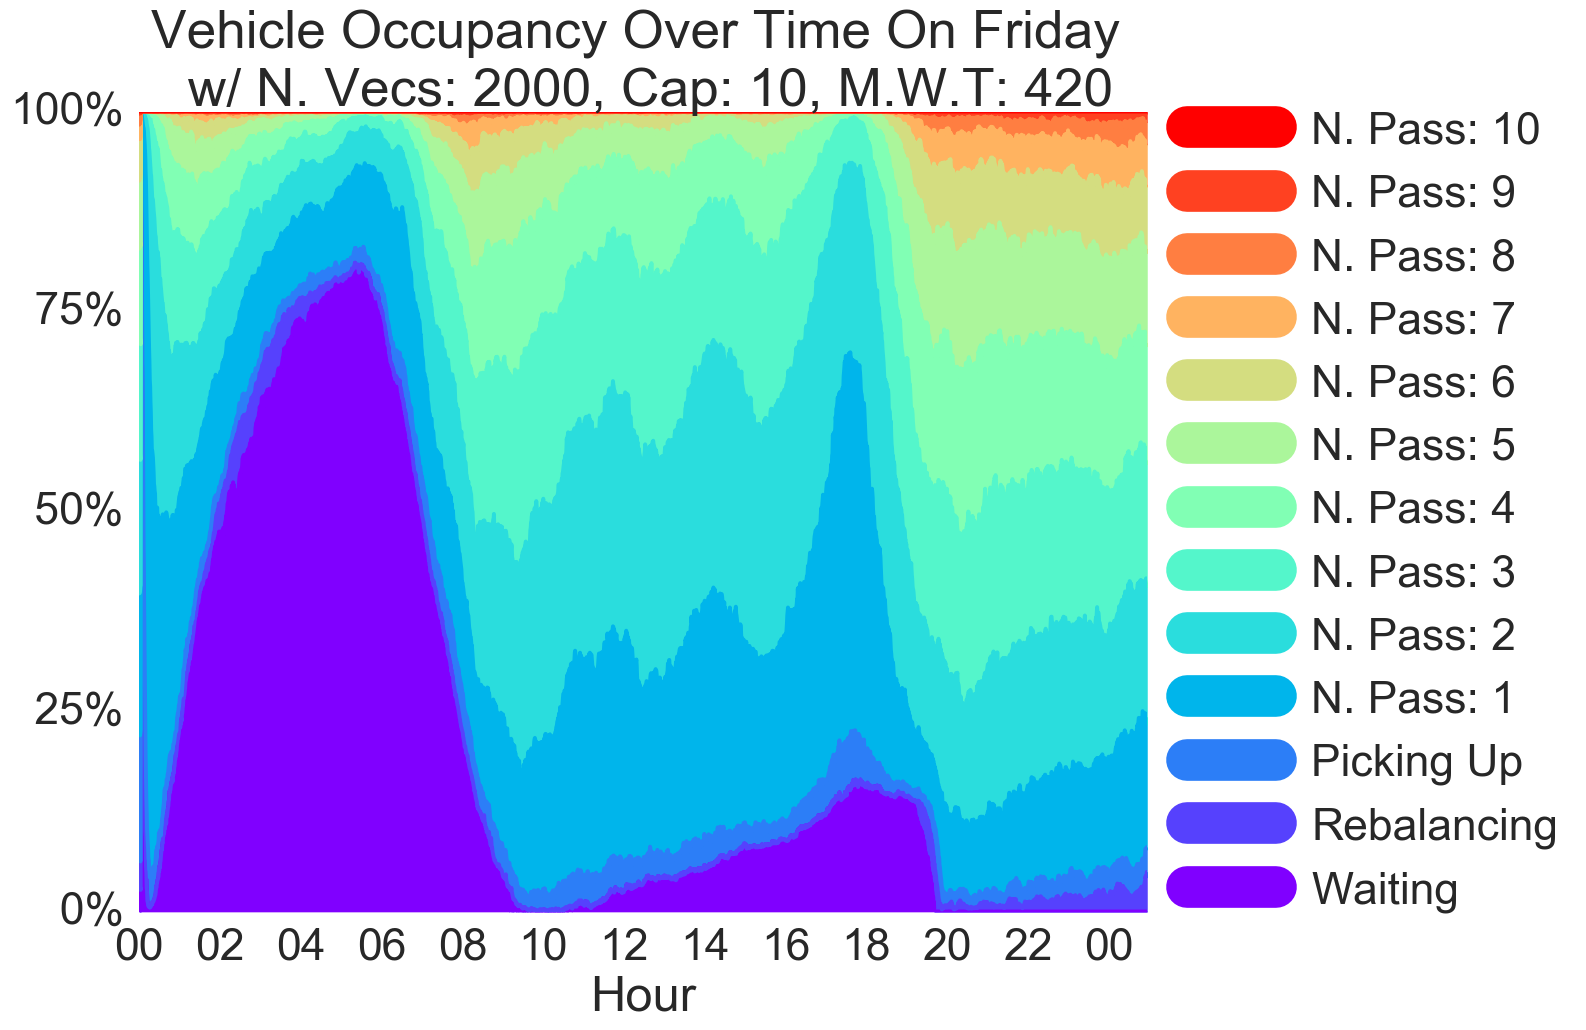 Vehicle Occupancy Over Time On Friday
w/ N. Vecs: 2000, Cap: 10, M.W.T: 420
100%
75%
50%
25%
0%
00 02 04 06 08 10 12 14 16 18 20 22 00
Hour
N. Pass: 10
N. Pass: 9
N. Pass: 8
N. Pass: 7
N. Pass: 6
N. Pass: 5
N. Pass: 4
N. Pass: 3
N. Pass: 2
N. Pass: 1
Picking Up
Rebalancing
Waiting